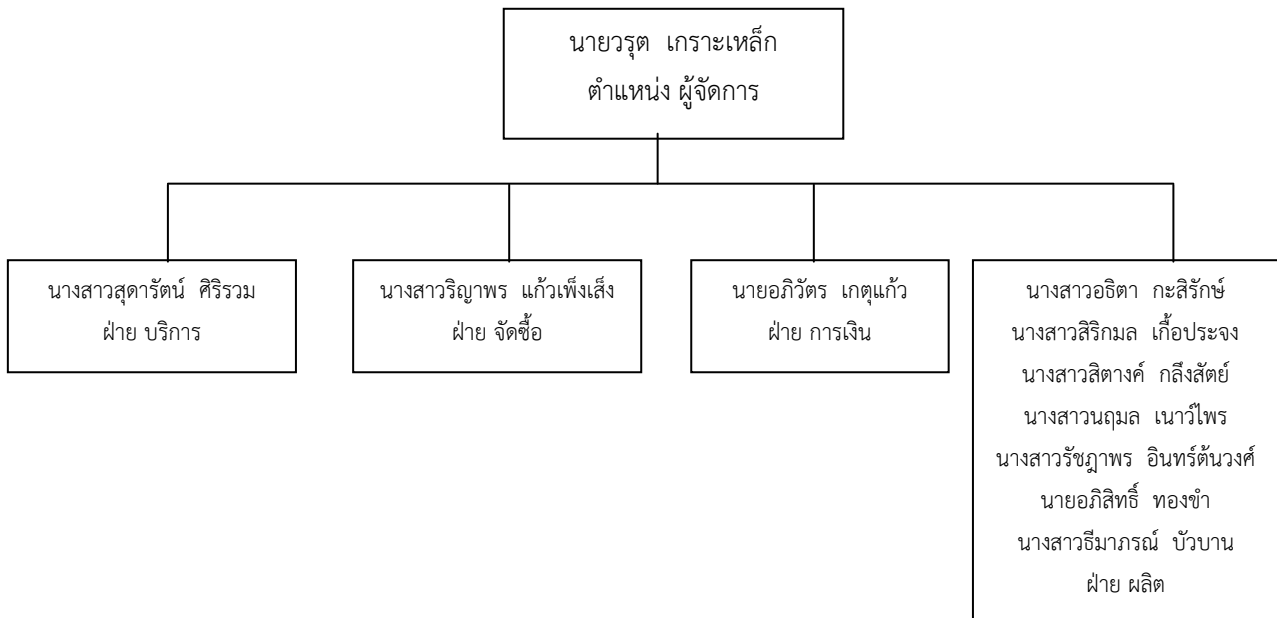 นายวรุต เกราะเหล็ก
ตำแหน่ง ผู้จัดการ
นางสาวสุดารัตน์ ศิริรวม
ฝ่าย บริการ
นางสาวริญาพร แก้วเพ็งเส็ง
ฝ่าย จัดซื้อ
นายอภิวัตร เกตุแก้ว
ฝ่าย การเงิน
นางสาวอธิตา กะสิรักษ์
นางสาวสิริกมล เกื้อประจง
นางสาวสิตางค์ กลึงสัตย์
นางสาวนฤมล เนาว์ไพร
นางสาวรัชฎาพร อินทร์ต้นวงศ์
นายอภิสิทธิ์ ทองขำ
นางสาวธีมาภรณ์ บัวบาน
ฝ่าย ผลิต